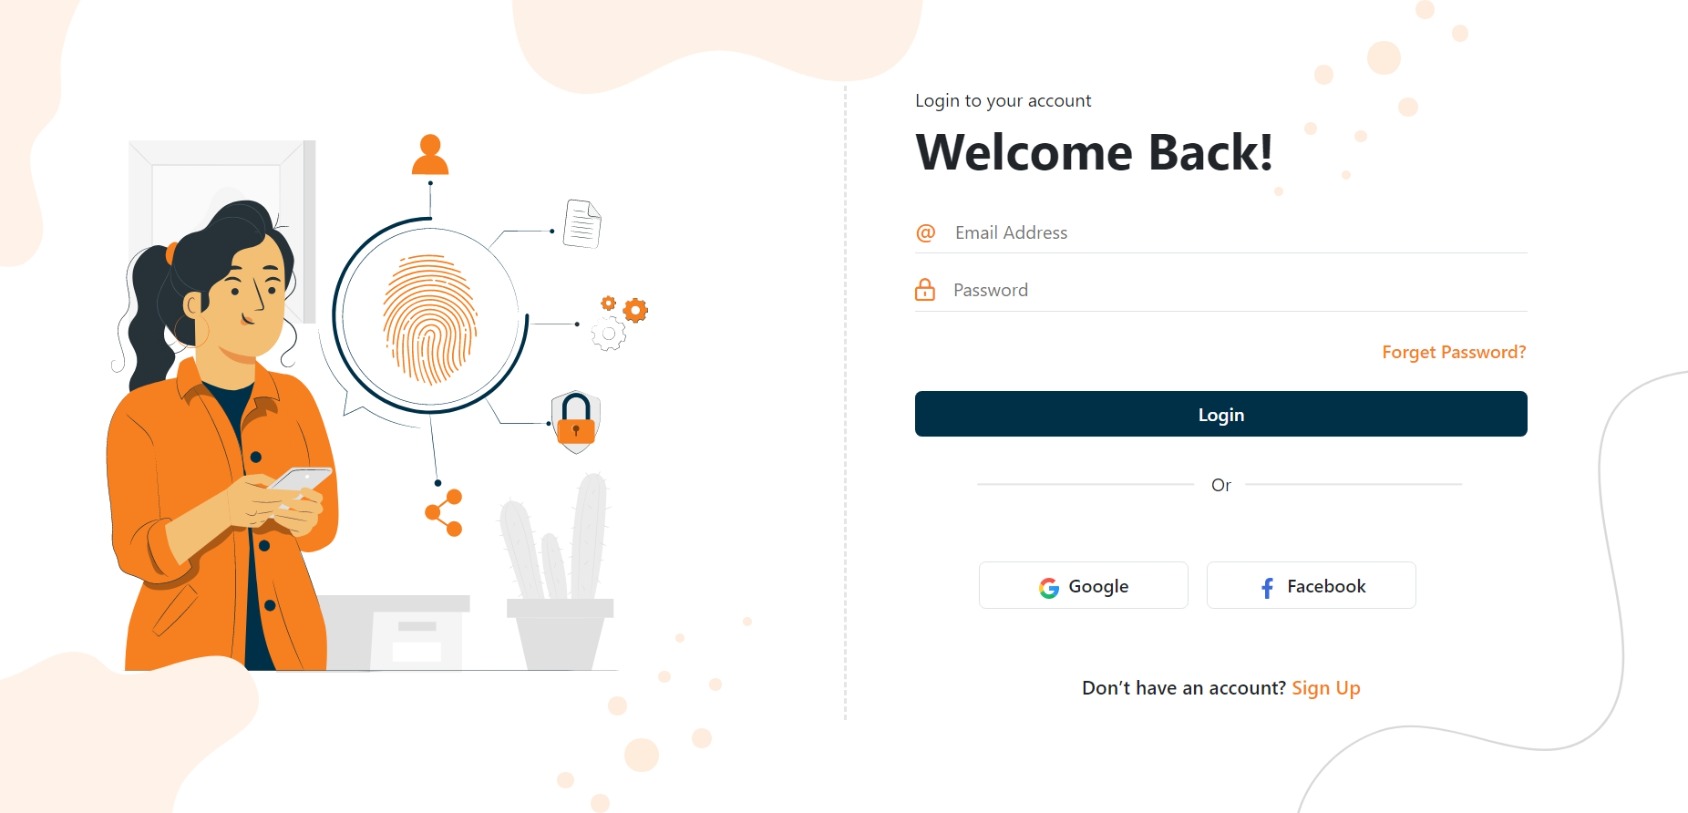 Login to your account
Welcome Back!
@ Email Address
Password
Forget Password?
Login
Or
Google
Facebook
Don’t have an account? Sign Up